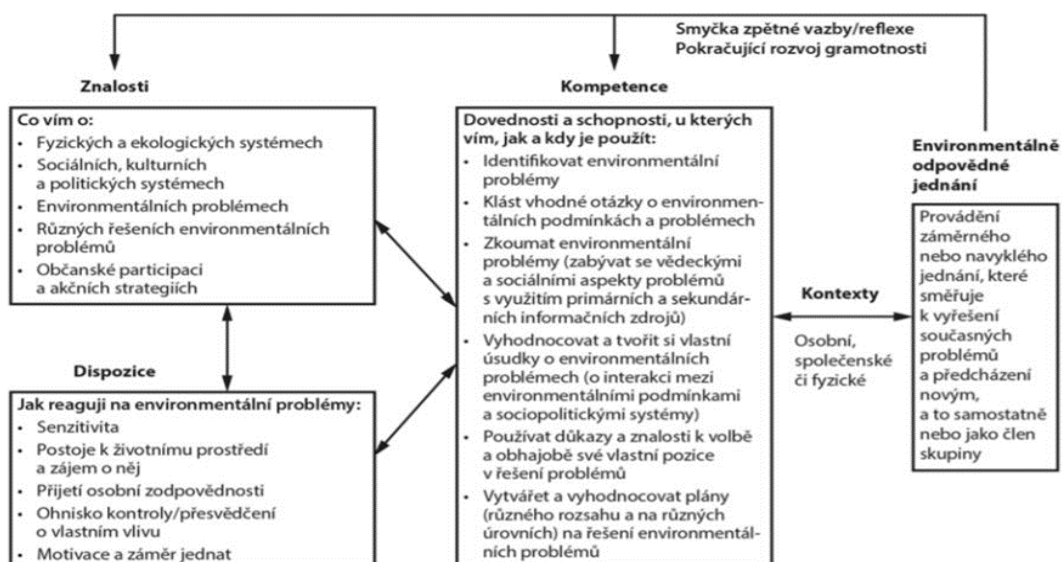 Smyčka zpětné vazby/reflexe
Pokračující rozvoj gramotnosti
Znalosti
Co vím o:
• Fyzických a ekologických systémech
• Sociálních, kulturních
a politických systémech
• Environmentálních problémech
• Různých řešeních environmentálních
problémů
• Občanské participaci
a akčních strategiích
Dispozice
Jak reaguji na environmentální problémy:
• Senzitivita
• Postoje k životnímu prostředí
a zájem o něj
• Přijetí osobní zodpovědnosti
• Ohnisko kontroly/přesvědčení
o vlastním vlivu
• Motivace a záměr jednat
Kompetence
Dovednosti a schopnosti, u kterých
vím, jak a kdy je použít:
• Identifikovat environmentální
problémy
• Klást vhodné otázky o environmen-
tálních podmínkách a problémech
• Zkoumat environmentální
problémy (zabývat se vědeckými
a sociálními aspekty problémů
s využitím primárních a sekundár-
ních informačních zdrojů)
• Vyhodnocovat a tvořit si vlastní
úsudky o environmentálních
problémech (o interakci mezi
environmentálními podmínkami
a sociopolitickými systémy)
• Používat důkazy a znalosti k volbě
a obhajobě své vlastní pozice
v řešení problémů
• Vytvářet a vyhodnocovat plány
(různého rozsahu a na různých
úrovních) na řešení environmentál-
ních problémů
Kontexty
Osobní,
společenské
či fyzické
Environmentálně
odpovědné
jednání
Provádění
záměrného
nebo navyklého
jednání, které
směřuje
k vyřešení
současných
problémů
a předcházení
novým,
a to samostatně
nebo jako člen
skupiny